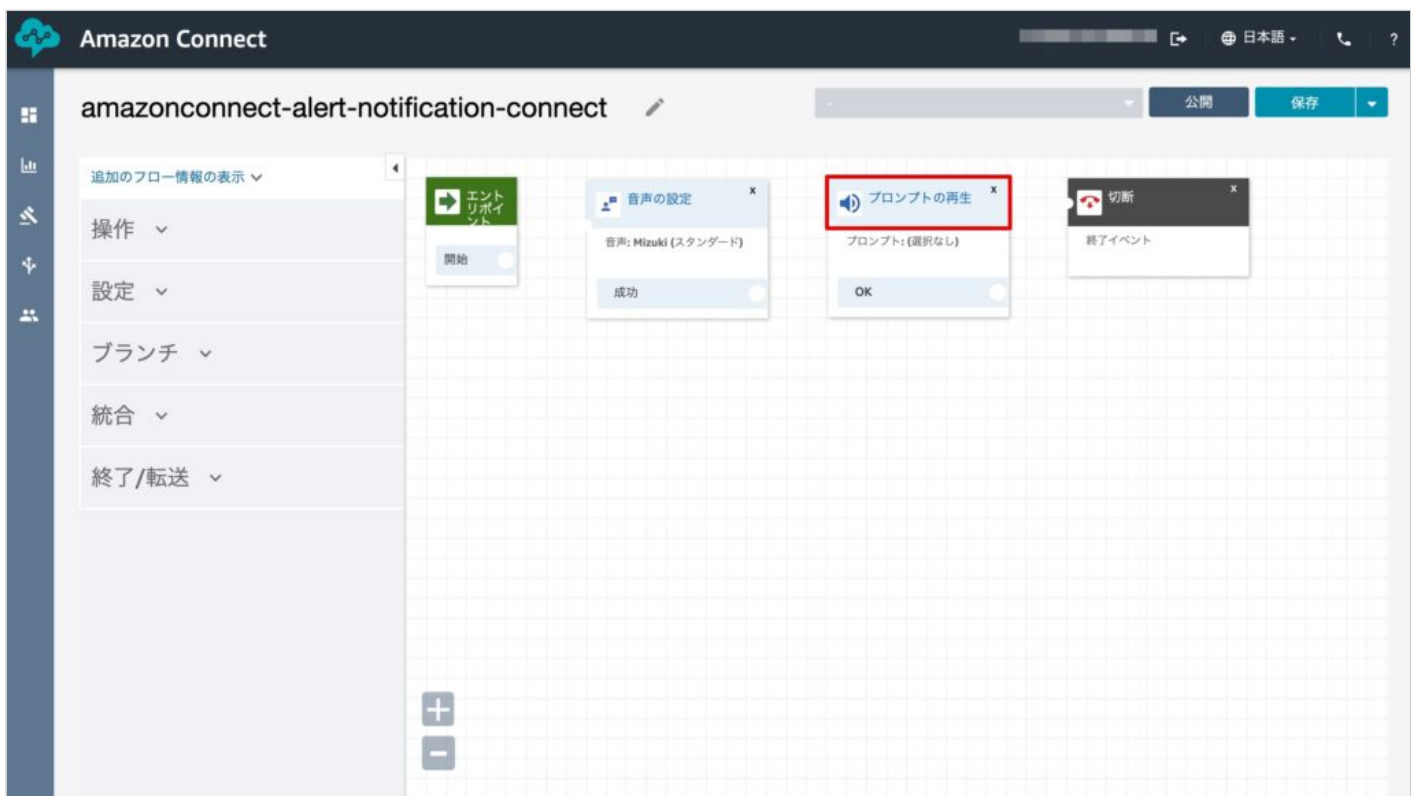 Amazon Connect
日本語
?
amazonconnect-alert-notification-connect
-
公開
保存
追加のフロー情報の表示
操作
設定
ブランチ
統合
終了/転送
エント
リポイ
ント
開始
音声の設定
x
音声: Mizuki (スタンダード)
成功
プロンプトの再生
x
プロンプト: (選択なし)
OK
切断
x
終了イベント